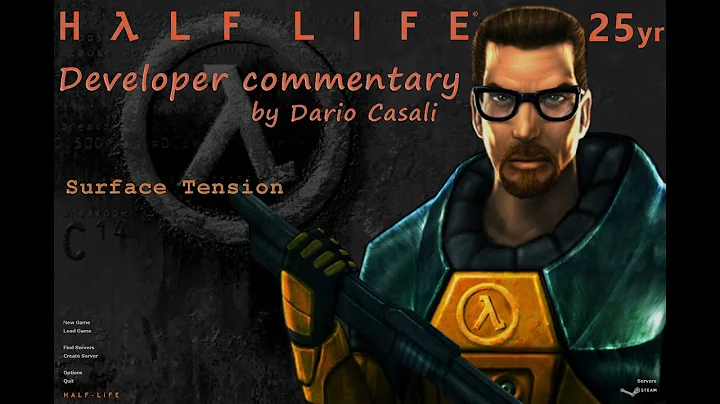 HλLF LIFE® 25yr
Developer commentary
by Dario Casali
Surface Tension
C 14
New Game
Load Game
Find Servers
Create Server
Options
Quit
HALF-LIFE
Servers
STEAM